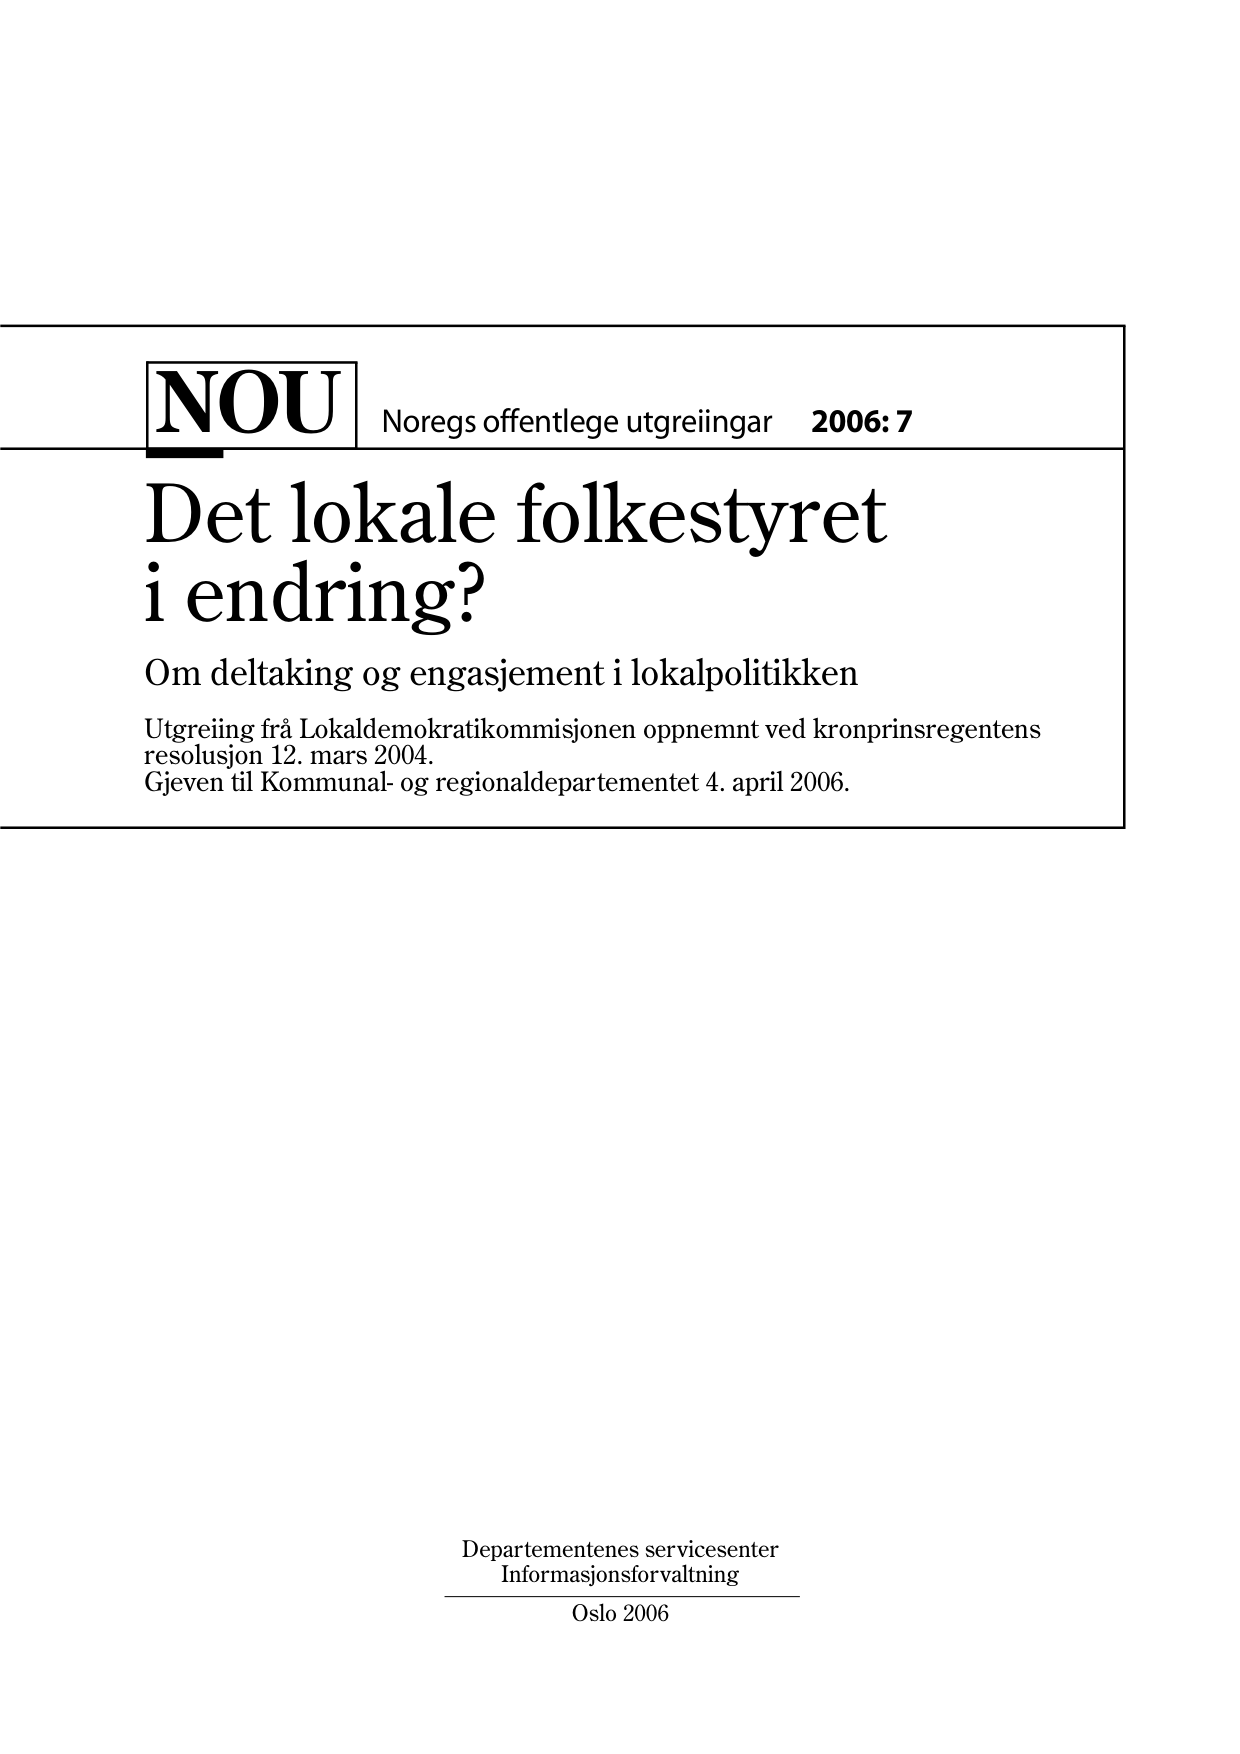 NOU Noregs offentlege utgreiingar 2006: 7
Det lokale folkestyret
i endring?
Om deltaking og engasjement i lokalpolitikken
Utgreiing frå Lokaldemokratikommisjonen oppnemnt ved kronprinsregentens
resolusjon 12. mars 2004.
Gjeven til Kommunal- og regionaldepartementet 4. april 2006.
Departementenes servicesenter
Informasjonsforvaltning
Oslo 2006